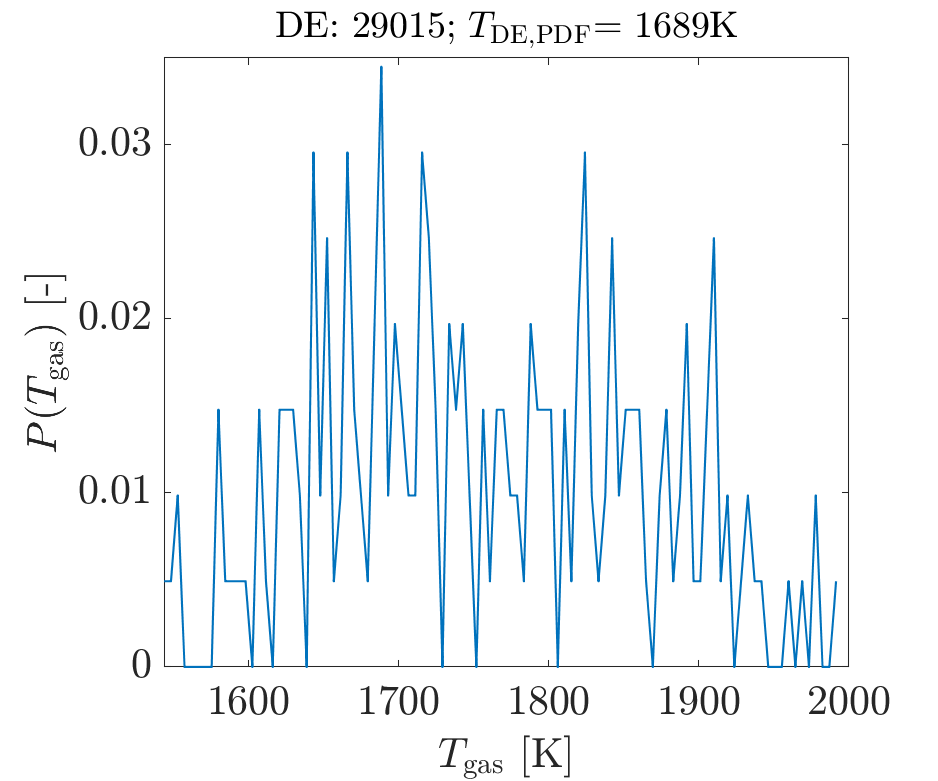 DE: 29015; T_DE,PDF= 1689K
0.03
0.02
0.01
0
P(T_gas) [-]
1600 1700 1800 1900 2000
T_gas [K]